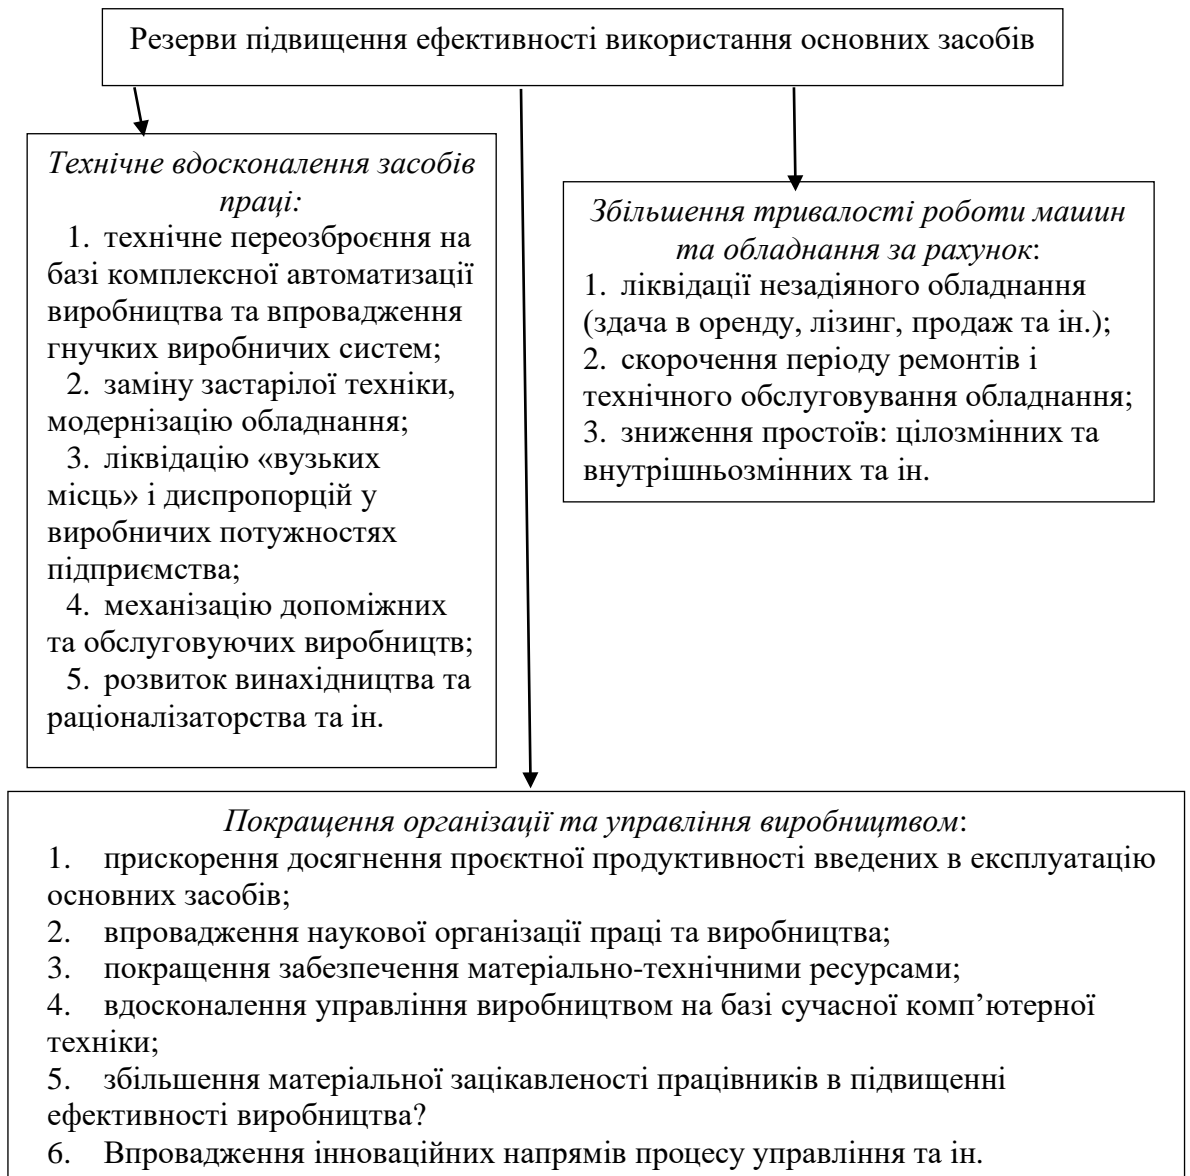 Резерви підвищення ефективності використання основних засобів
Технічне вдосконалення засобів
праці:
1. технічне переозброєння на
базі комплексної автоматизації
виробництва та впровадження
гнучких виробничих систем;
2. заміну застарілої техніки,
модернізацію обладнання;
3. ліквідацію «вузьких
місць» і диспропорцій у
виробничих потужностях
підприємства;
4. механізацію допоміжних
та обслуговуючих виробництв;
5. розвиток винахідництва та
раціоналізаторства та ін.
Збільшення тривалості роботи машин
та обладнання за рахунок:
1. ліквідації незадіяного обладнання
(здача в оренду, лізинг, продаж та ін.);
2. скорочення періоду ремонтів і
технічного обслуговування обладнання;
3. зниження простоїв: цілозмінних та
внутрішньозмінних та ін.
Покращення організації та управління виробництвом:
1. прискорення досягнення проєктної продуктивності введених в експлуатацію
основних засобів;
2. впровадження наукової організації праці та виробництва;
3. покращення забезпечення матеріально-технічними ресурсами;
4. вдосконалення управління виробництвом на базі сучасної комп’ютерної
техніки;
5. збільшення матеріальної зацікавленості працівників в підвищенні
ефективності виробництва?
6. Впровадження інноваційних напрямів процесу управління та ін.